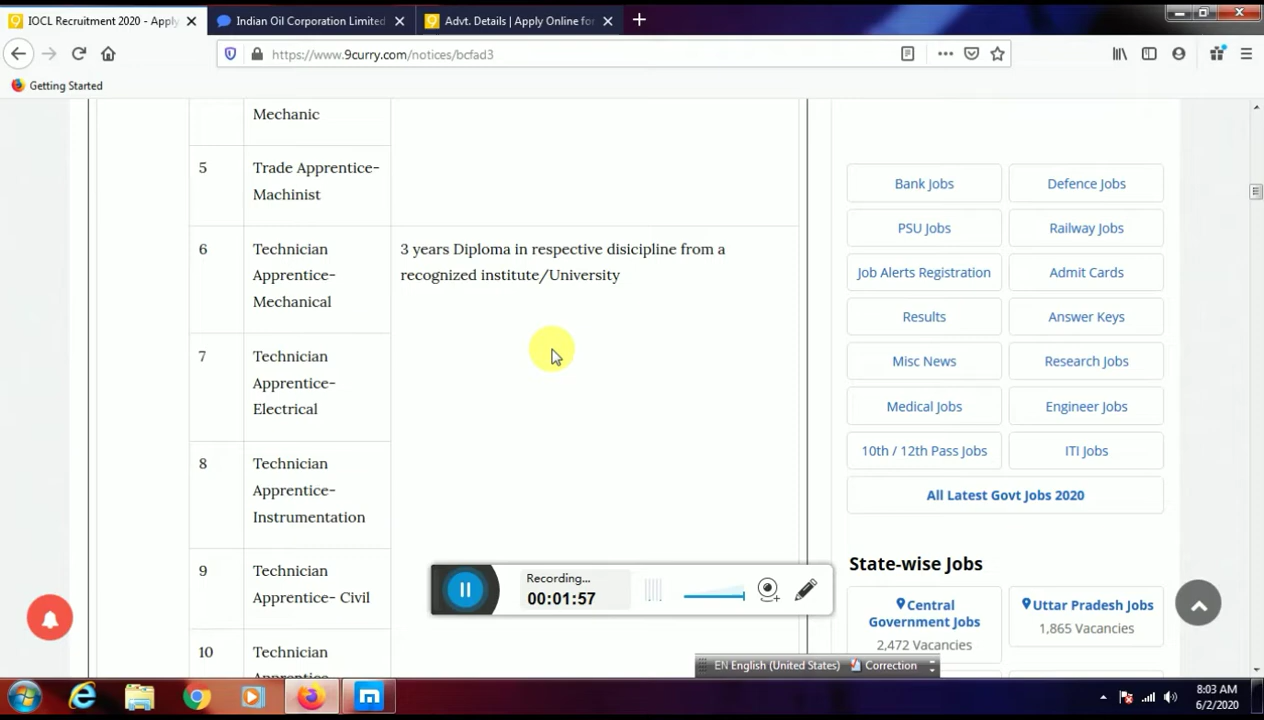 IOCL Recruitment 2020 - Apply
Indian Oil Corporation Limited
Advt. Details | Apply Online for
https://www.9curry.com/notices/bcfad3
Getting Started
Mechanic
5
Trade Apprentice-
Machinist
6
Technician
Apprentice-
Mechanical
3 years Diploma in respective disicipline from a
recognized institute/University
7
Technician
Apprentice-
Electrical
8
Technician
Apprentice-
Instrumentation
9
Technician
Apprentice- Civil
10
Technician
Apprentice-
Bank Jobs
Defence Jobs
PSU Jobs
Railway Jobs
Job Alerts Registration
Admit Cards
Results
Answer Keys
Misc News
Research Jobs
Medical Jobs
Engineer Jobs
10th / 12th Pass Jobs
ITI Jobs
All Latest Govt Jobs 2020
State-wise Jobs
Central
Government Jobs
2,472 Vacancies
Uttar Pradesh Jobs
1,865 Vacancies
Recording...
00:01:57
EN English (United States)
Correction
8:03 AM
6/2/2020